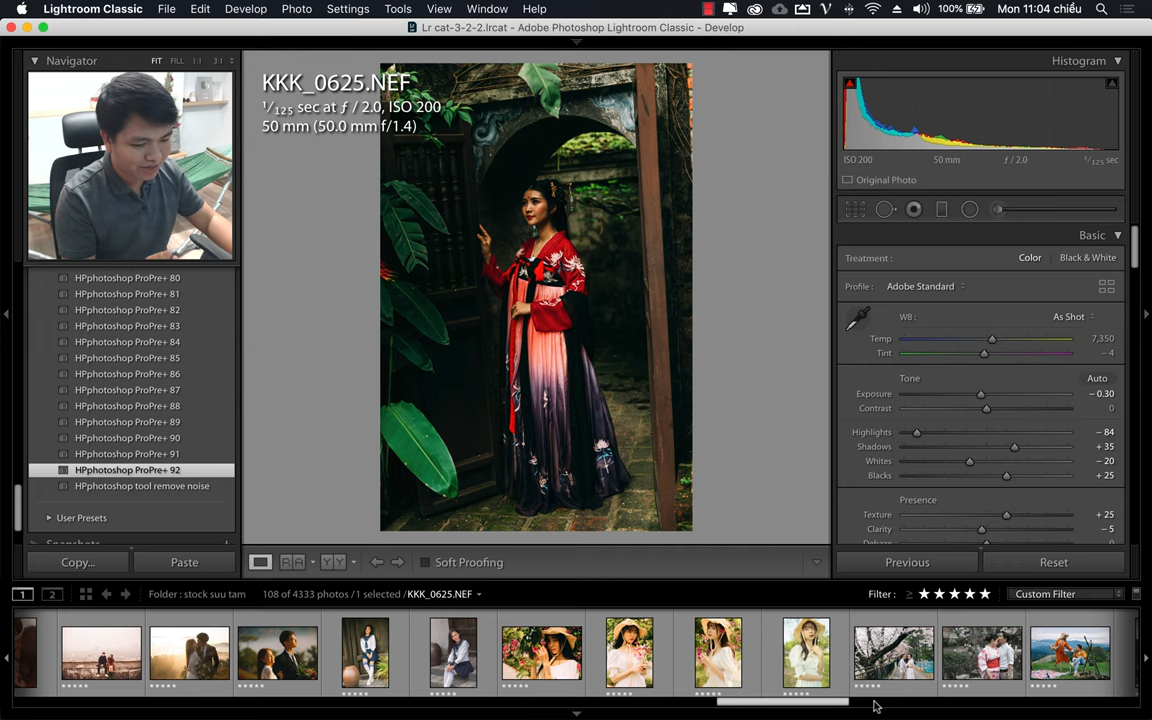 Lightroom Classic File Edit Develop Photo Settings Tools View Window Help 100% Mon 11:04 chiều
Lr cat-3-2-2.lrcat - Adobe Photoshop Lightroom Classic - Develop
Navigator FIT FILL 1:1 3:1
KKK_0625.NEF
1/125 sec at ƒ / 2.0, ISO 200
50 mm (50.0 mm f/1.4)
HPphotoshop ProPre+ 80
HPphotoshop ProPre+ 81
HPphotoshop ProPre+ 82
HPphotoshop ProPre+ 83
HPphotoshop ProPre+ 84
HPphotoshop ProPre+ 85
HPphotoshop ProPre+ 86
HPphotoshop ProPre+ 87
HPphotoshop ProPre+ 88
HPphotoshop ProPre+ 89
HPphotoshop ProPre+ 90
HPphotoshop ProPre+ 91
HPphotoshop ProPre+ 92
HPphotoshop tool remove noise
User Presets
Snapshots
Copy... Paste
Soft Proofing
Histogram
ISO 200 50 mm ƒ / 2.0 1/125 sec
Original Photo
Basic
Treatment : Color Black & White
Profile : Adobe Standard
WB : As Shot
Temp 7,350
Tint – 4
Tone Auto
Exposure – 0.30
Contrast 0
Highlights – 84
Shadows + 35
Whites – 20
Blacks + 25
Presence
Texture + 25
Clarity – 5
Dehaze
Previous Reset
1 2 Folder : stock suu tam 108 of 4333 photos / 1 selected / KKK_0625.NEF Filter : ≥ ★★★★★ Custom Filter